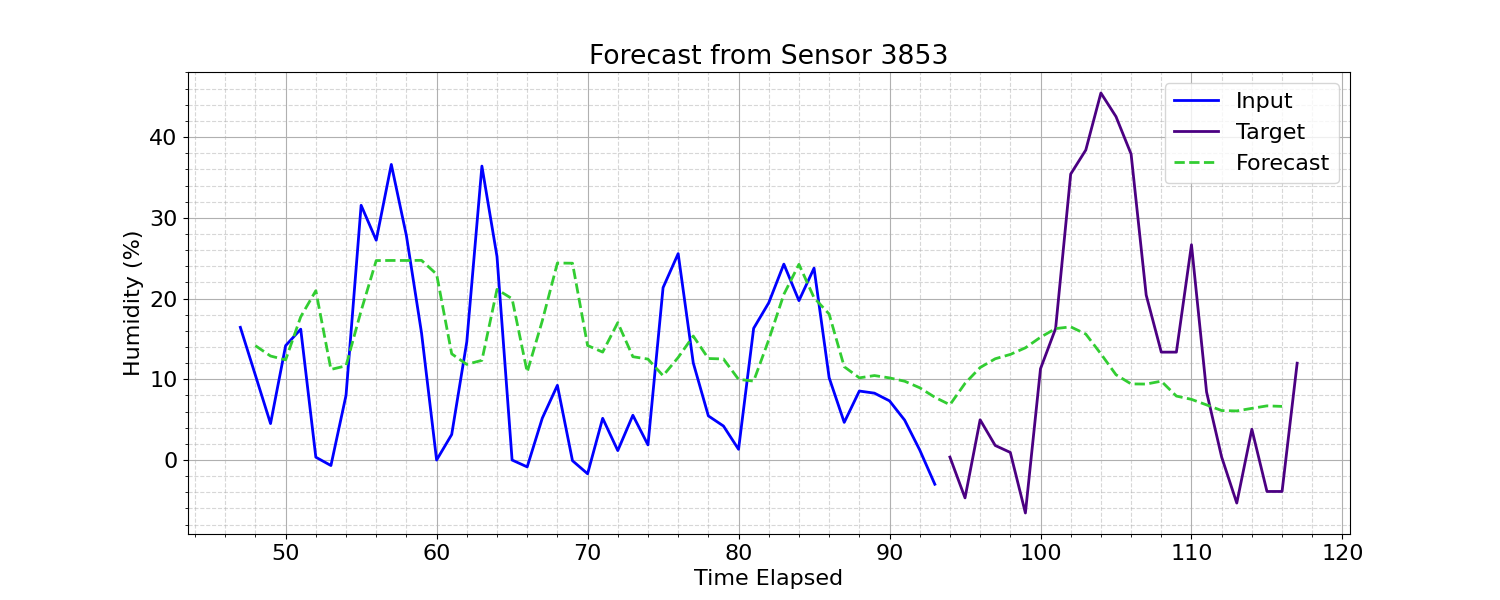 Forecast from Sensor 3853
Humidity (%)
40
30
20
10
0
Input
Target
Forecast
50 60 70 80 90 100 110 120
Time Elapsed